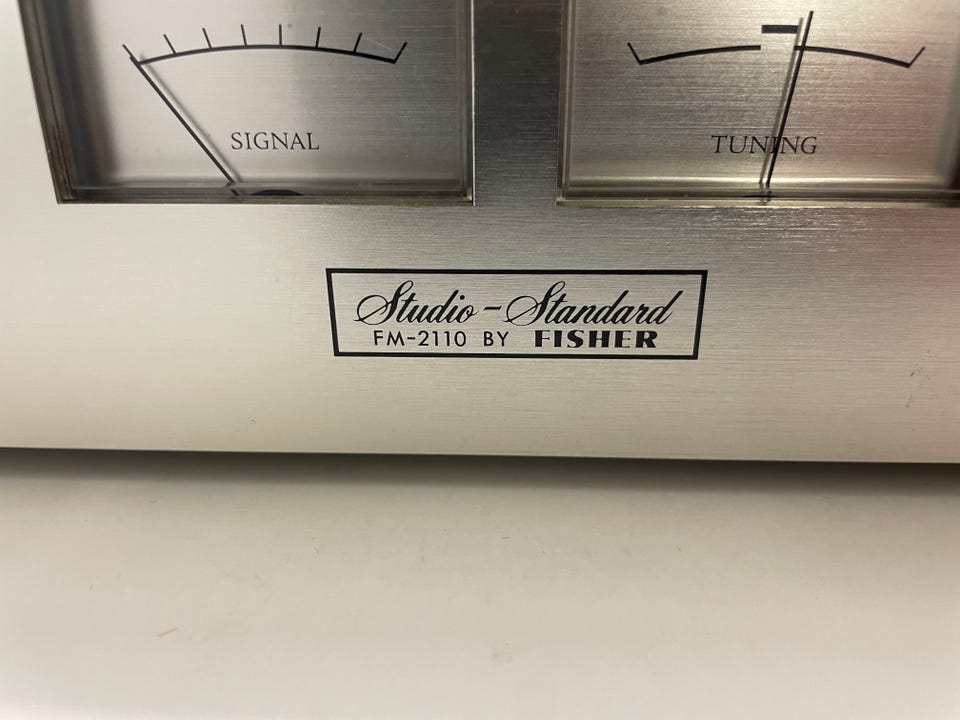 SIGNAL
TUNING
Studio-Standard
FM-2110 BY FISHER